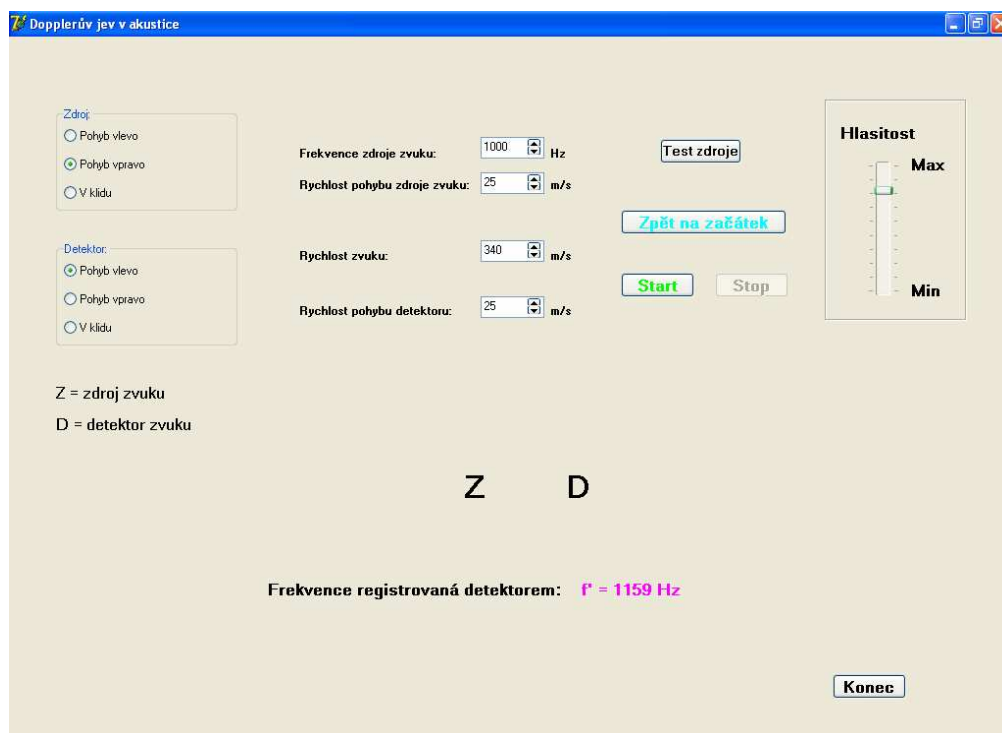 Dopplerův jev v akustice
Zdroj:
Pohyb vlevo
Pohyb vpravo
V klidu
Detektor:
Pohyb vlevo
Pohyb vpravo
V klidu
Frekvence zdroje zvuku: 1000 Hz
Rychlost pohybu zdroje zvuku: 25 m/s
Rychlost zvuku: 340 m/s
Rychlost pohybu detektoru: 25 m/s
Test zdroje
Zpět na začátek
Start Stop
Hlasitost
Max
Min
Z = zdroj zvuku
D = detektor zvuku
Z D
Frekvence registrovaná detektorem: f' = 1159 Hz
Konec